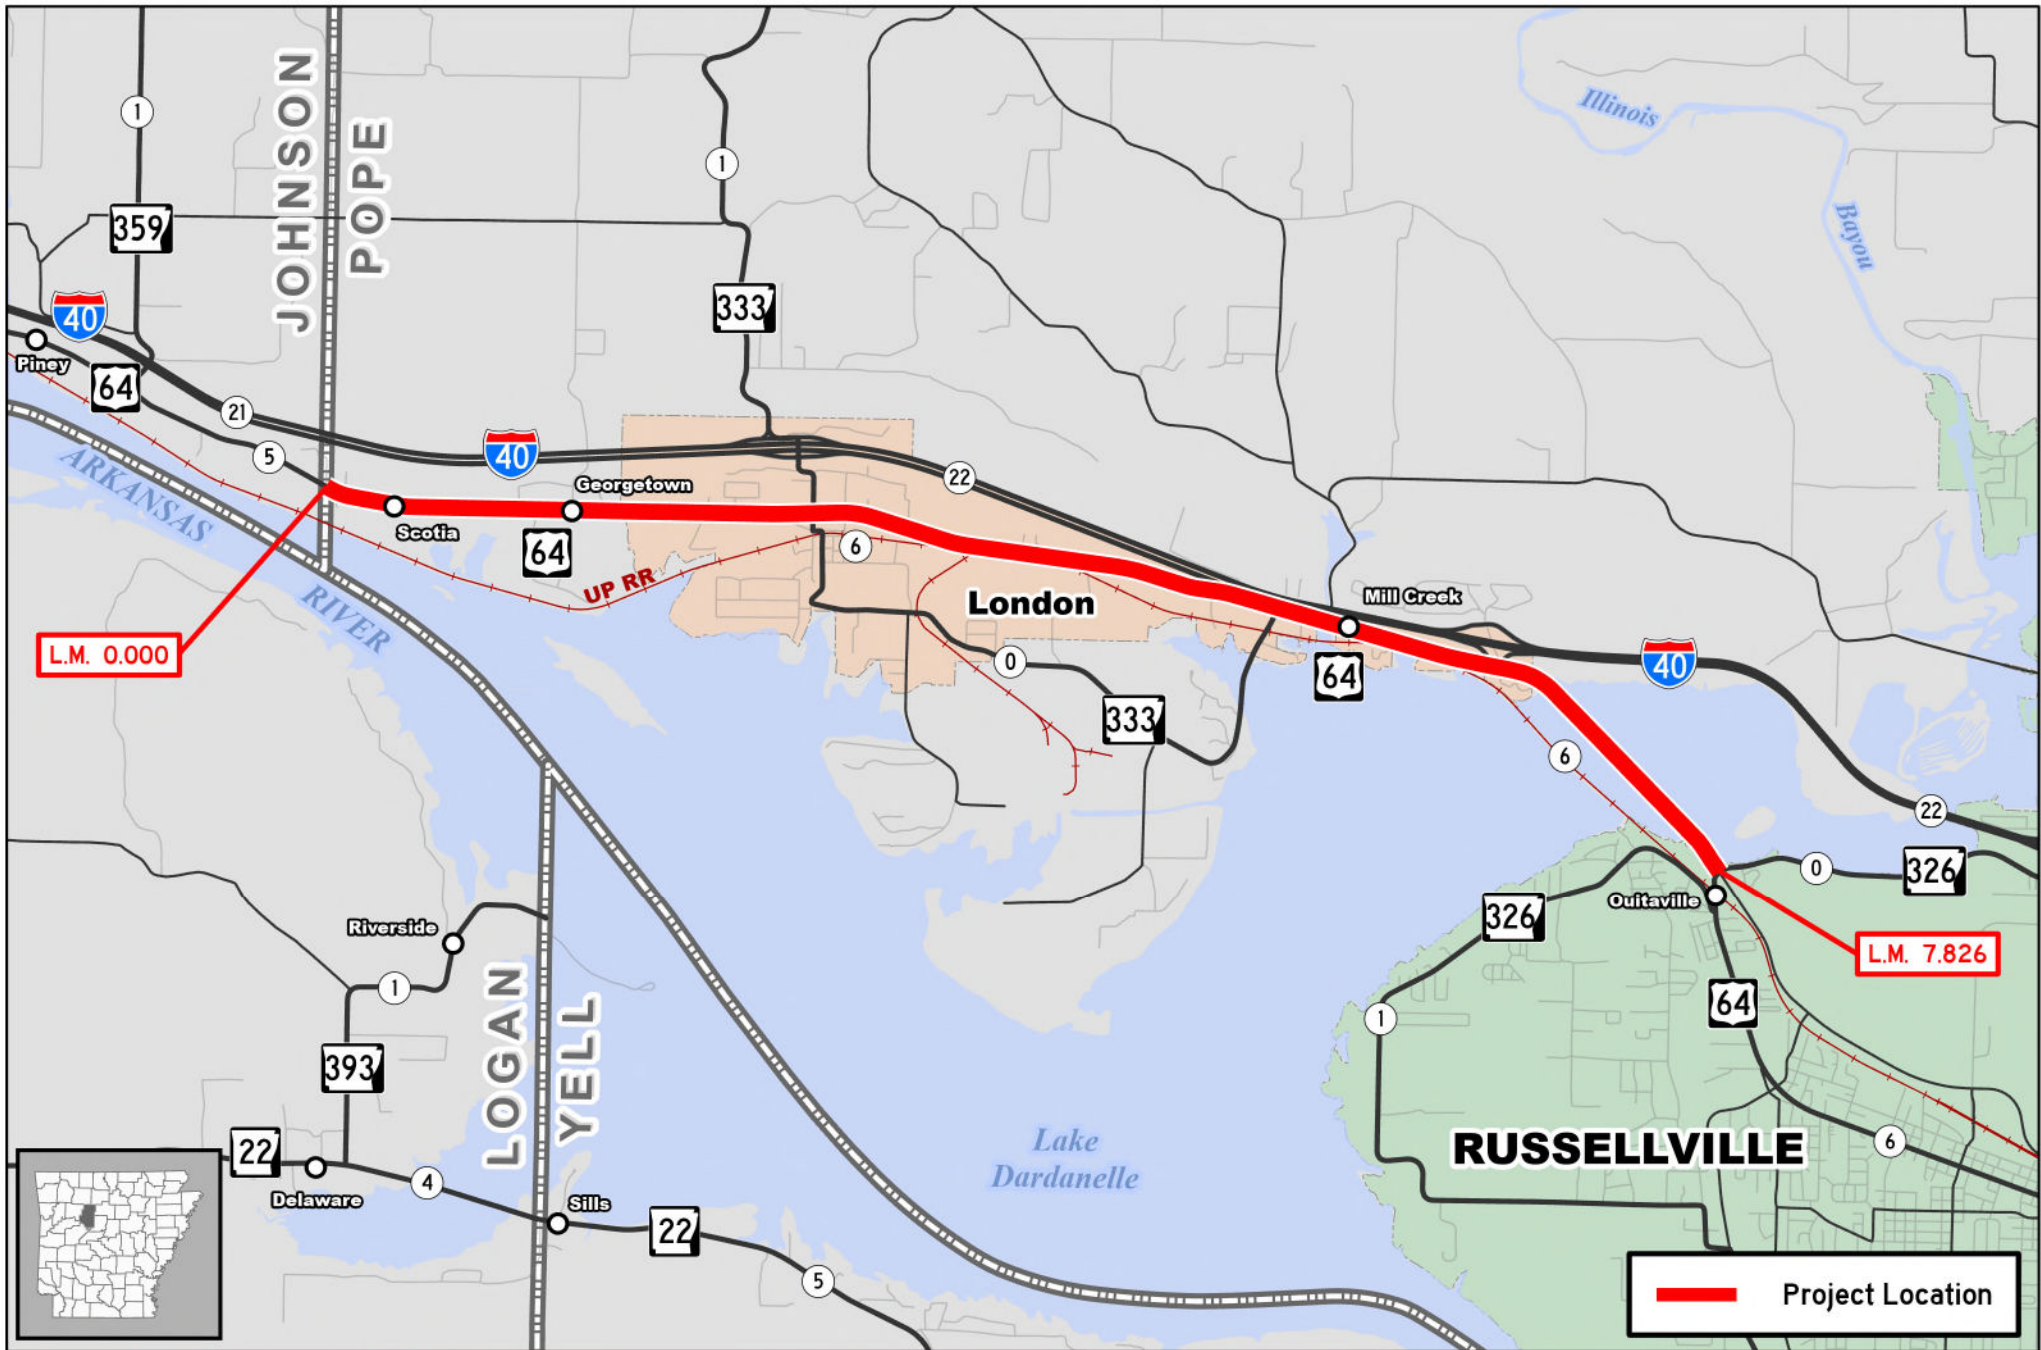 Illinois
Bayou
JOHNSON
POPE
1
1
359
333
40
Piney
64
21
5
40
22
ARKANSAS
RIVER
Georgetown
Scotia
64
UP RR
6
London
Mill Creek
L.M. 0.000
0
64
40
333
6
22
0
326
326
Quitaville
L.M. 7.826
Riverside
1
64
1
LOGAN
YELL
393
Lake
Dardanelle
RUSSELLVILLE
6
22
Delaware
4
Sills
22
5
Project Location